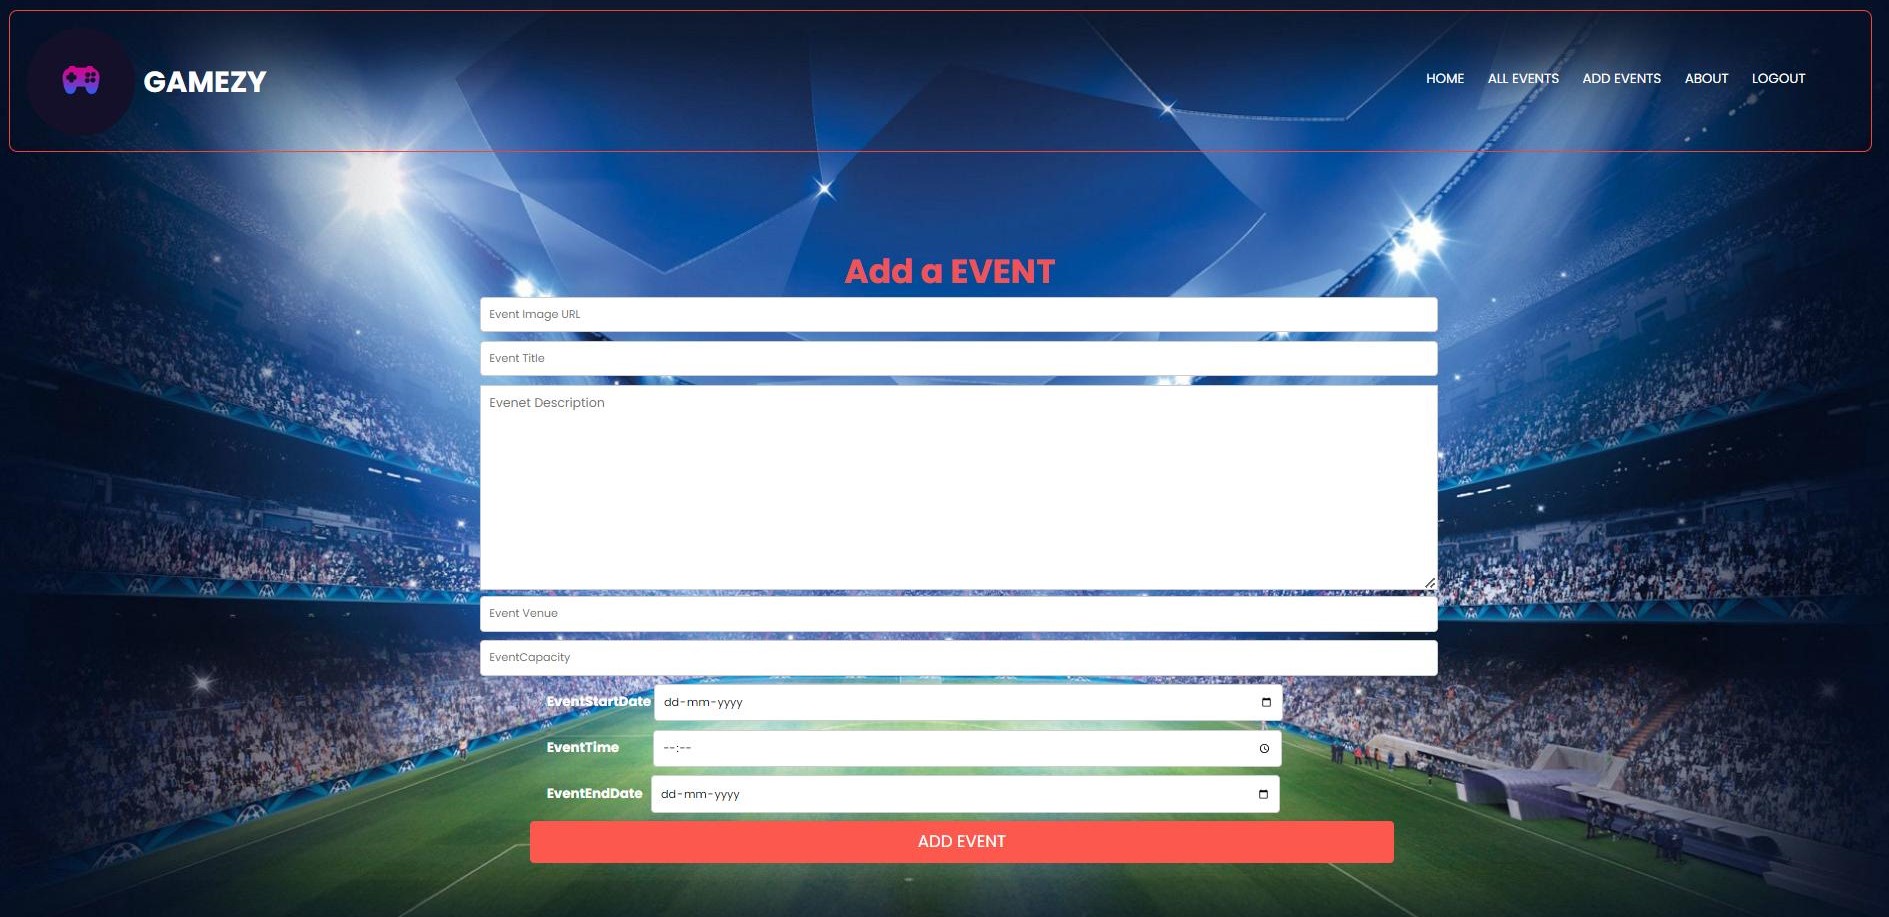 GAMEZY
HOME ALL EVENTS ADD EVENTS ABOUT LOGOUT
Add a EVENT
Event Image URL
Event Title
Evenet Description
Event Venue
EventCapacity
EventStartDate dd-mm-yyyy
EventTime --:--
EventEndDate dd-mm-yyyy
ADD EVENT